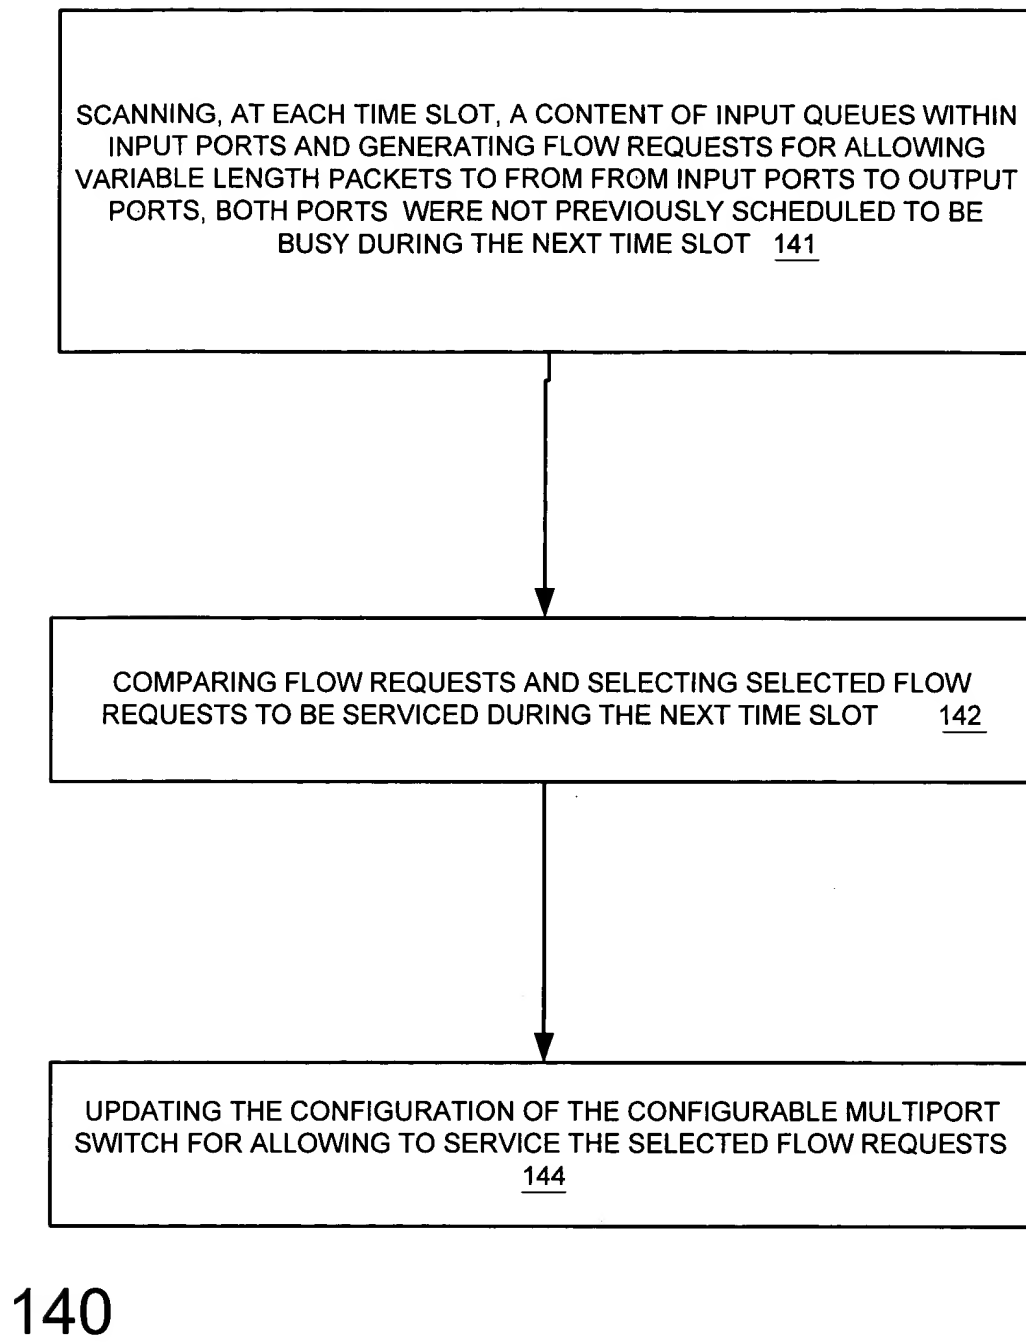 SCANNING, AT EACH TIME SLOT, A CONTENT OF INPUT QUEUES WITHIN
INPUT PORTS AND GENERATING FLOW REQUESTS FOR ALLOWING
VARIABLE LENGTH PACKETS TO FROM FROM INPUT PORTS TO OUTPUT
PORTS, BOTH PORTS WERE NOT PREVIOUSLY SCHEDULED TO BE
BUSY DURING THE NEXT TIME SLOT 141
COMPARING FLOW REQUESTS AND SELECTING SELECTED FLOW
REQUESTS TO BE SERVICED DURING THE NEXT TIME SLOT 142
UPDATING THE CONFIGURATION OF THE CONFIGURABLE MULTIPORT
SWITCH FOR ALLOWING TO SERVICE THE SELECTED FLOW REQUESTS
144
140